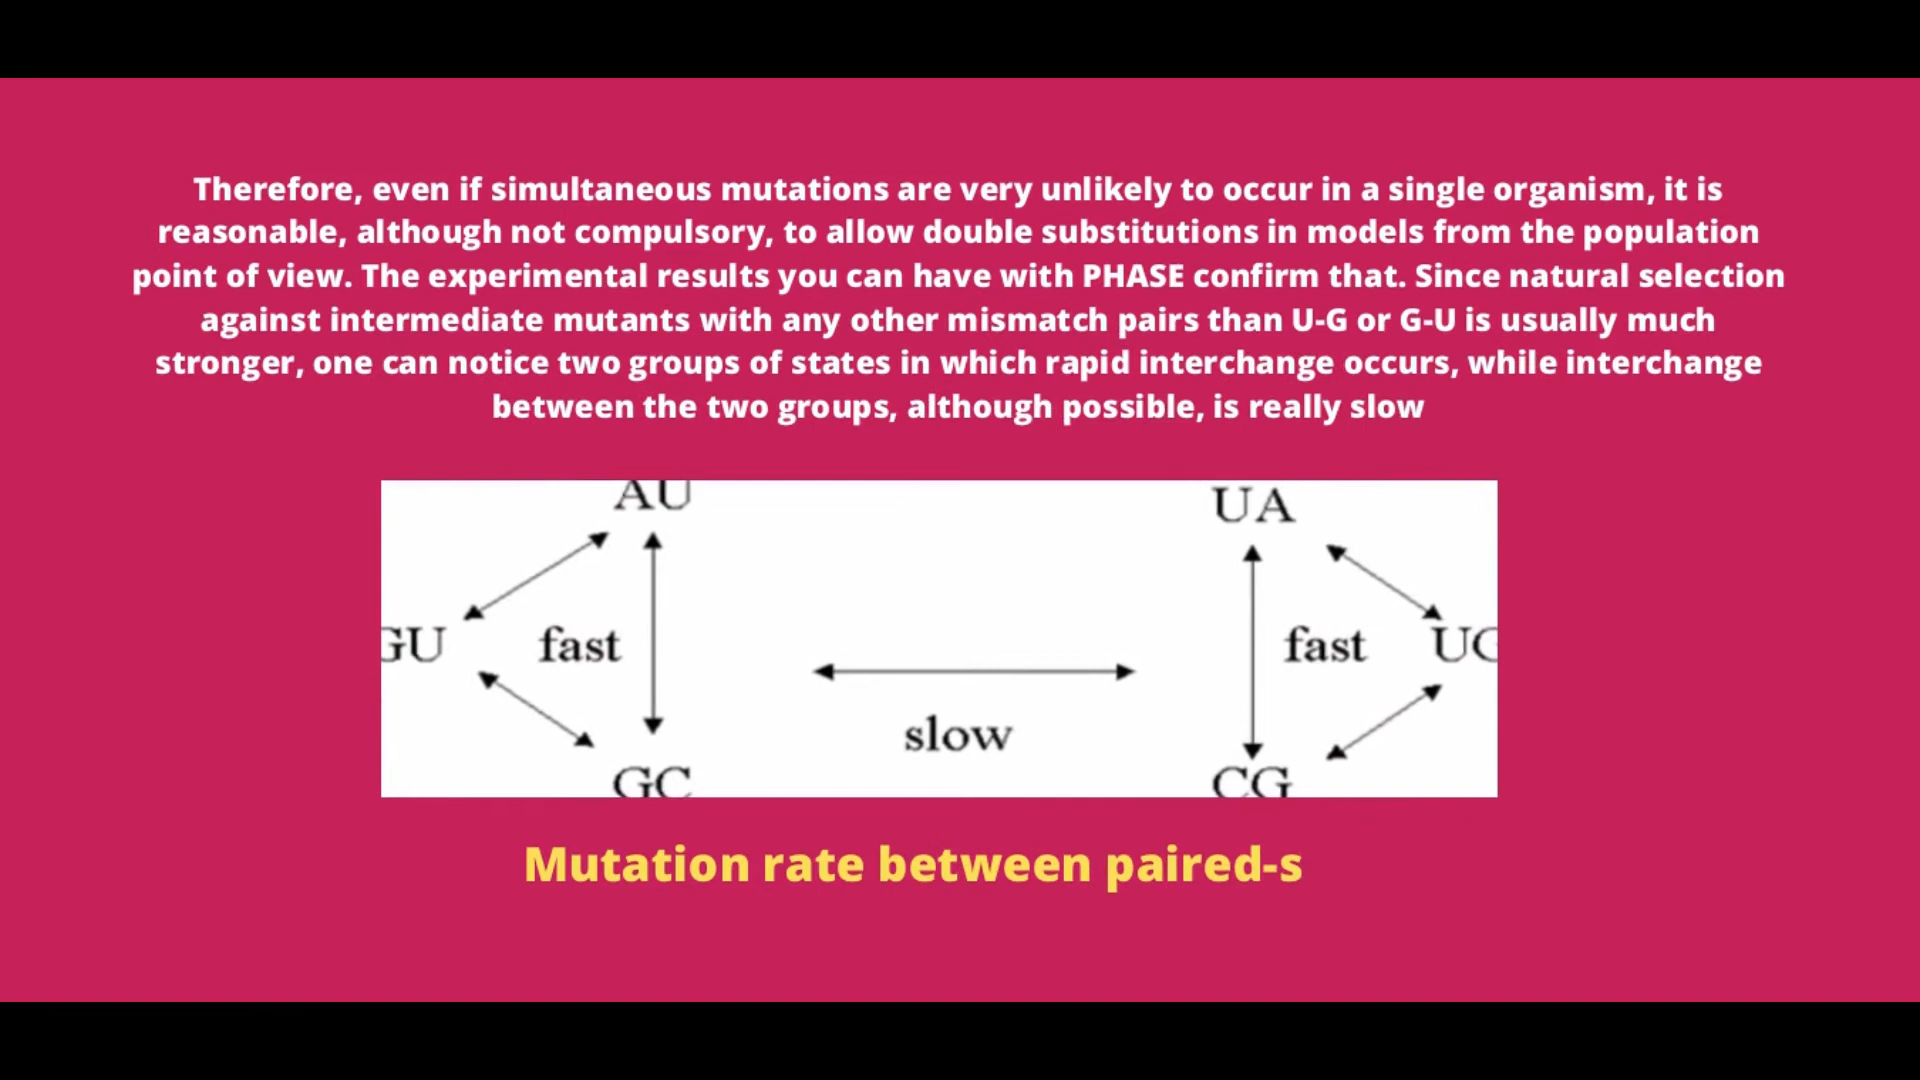 Therefore, even if simultaneous mutations are very unlikely to occur in a single organism, it is
reasonable, although not compulsory, to allow double substitutions in models from the population
point of view. The experimental results you can have with PHASE confirm that. Since natural selection
against intermediate mutants with any other mismatch pairs than U-G or G-U is usually much
stronger, one can notice two groups of states in which rapid interchange occurs, while interchange
between the two groups, although possible, is really slow
AU
UA
GU
fast
fast
UG
slow
GC
CG
Mutation rate between paired-s